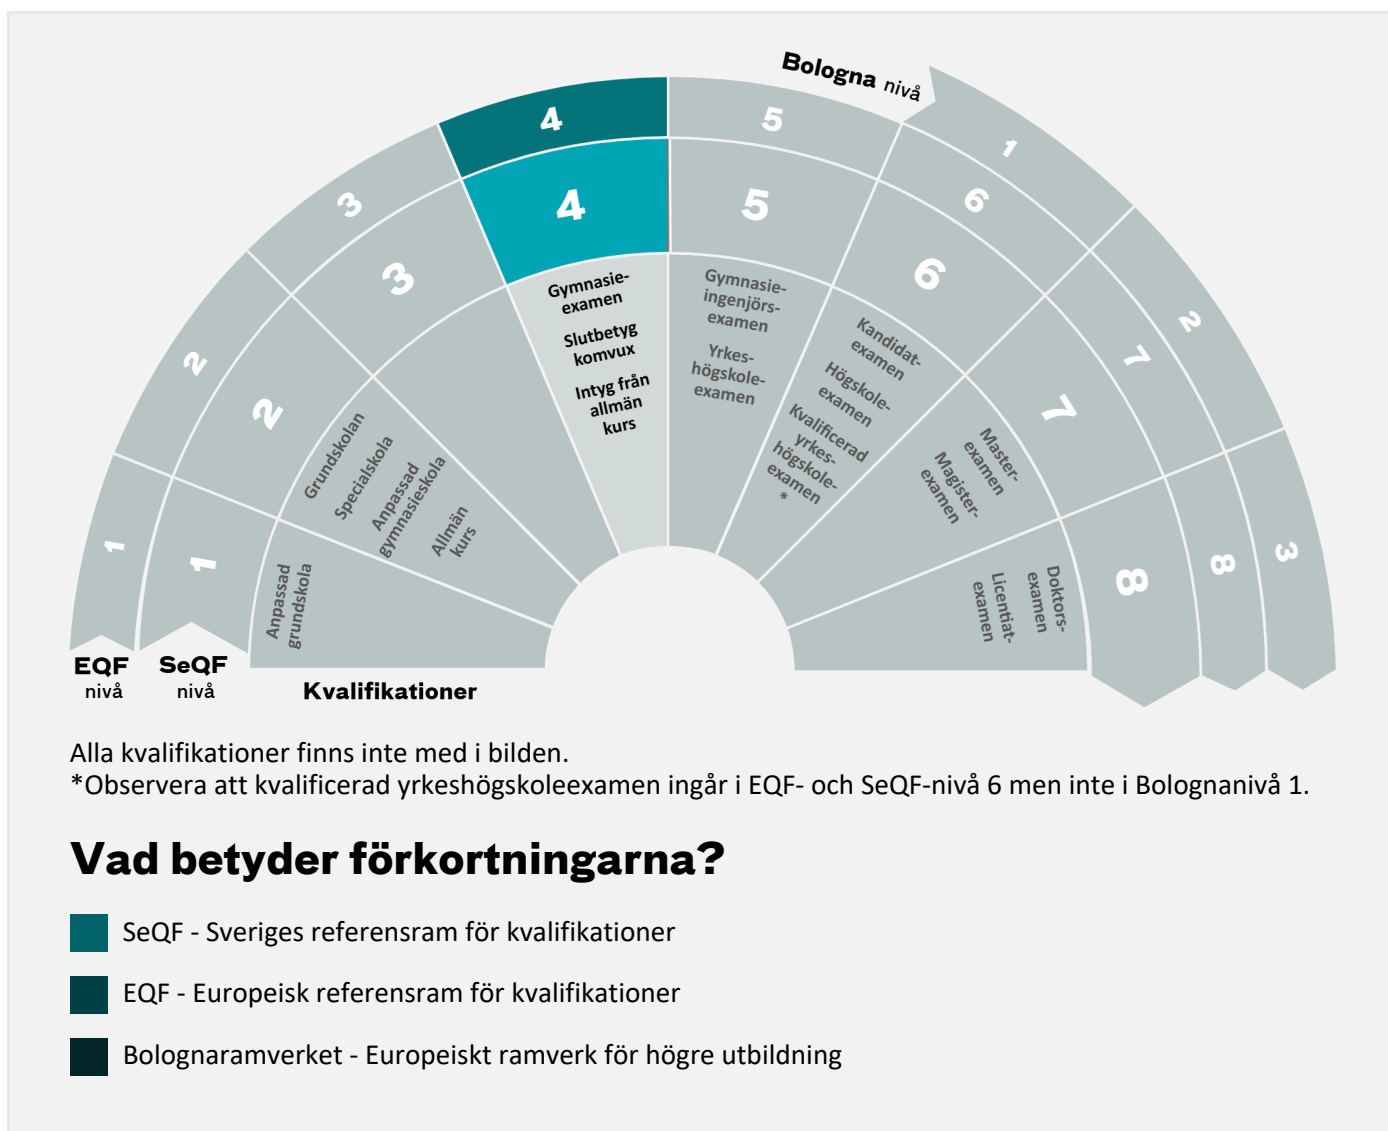 Bologna nivå
1
2
3
1
2
3
4
5
6
7
8
1
2
3
4
5
6
7
8
Anpassad
grundskola
Grundskolan
Specialskola
Anpassad
gymnasieskola
Allmän
kurs
Gymnasie-
examen
Slutbetyg
komvux
Intyg från
allmän
kurs
Gymnasie-
ingenjörs-
examen
Yrkes-
högskole-
examen
Kandidat-
examen
Högskole-
examen
Kvalificerad
yrkes-
högskole-
examen
*
Master-
examen
Magister-
examen
Doktors-
examen
Licentiat-
examen
EQF
nivå
SeQF
nivå
Kvalifikationer
Alla kvalifikationer finns inte med i bilden.
*Observera att kvalificerad yrkeshögskoleexamen ingår i EQF- och SeQF-nivå 6 men inte i Bolognanivå 1.
Vad betyder förkortningarna?
SeQF - Sveriges referensram för kvalifikationer
EQF - Europeisk referensram för kvalifikationer
Bolognaramverket - Europeiskt ramverk för högre utbildning